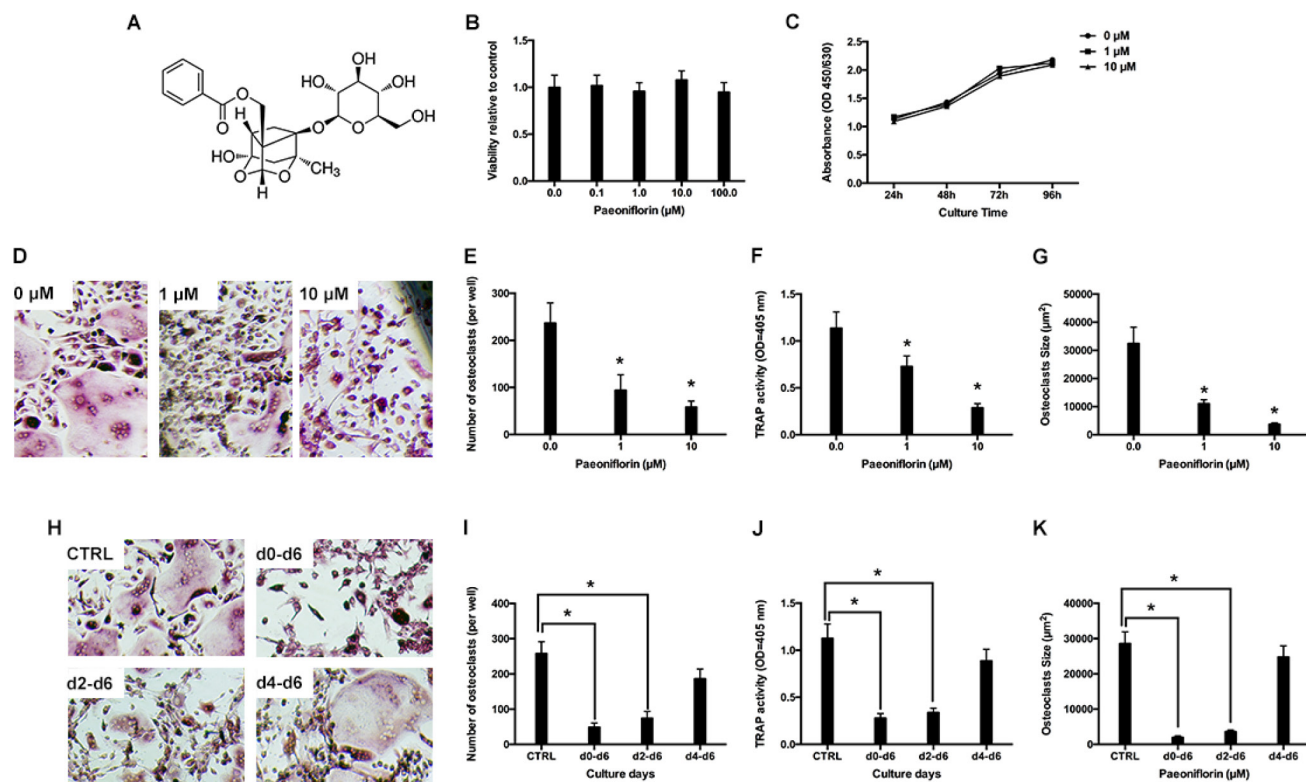 A
HO
OH
HO
OH
O
O
O
H
O
O
OH
HO
CH3
O
O
H
B
Viability relative to control
1.5
1.0
0.5
0.0
0.0 0.1 1.0 10.0 100.0
Paeoniflorin (µM)
C
Absorbance (OD 450/630)
2.5
2.0
1.5
1.0
0.5
0.0
24h 48h 72h 96h
Culture Time
0 µM
1 µM
10 µM
D
0 µM
1 µM
10 µM
E
Number of osteoclasts (per well)
300
200
100
0
0.0 1 10
* *
Paeoniflorin (µM)
F
TRAP activity (OD=405 nm)
1.5
1.0
0.5
0.0
0.0 1 10
* *
Paeoniflorin (µM)
G
Osteoclasts Size (µm²)
50000
40000
30000
20000
10000
0
0.0 1 10
* *
Paeoniflorin (µM)
H
CTRL
d0-d6
d2-d6
d4-d6
I
Number of osteoclasts (per well)
400
300
200
100
0
*
*
CTRL d0-d6 d2-d6 d4-d6
Culture days
J
TRAP activity (OD=405 nm)
1.5
1.0
0.5
0.0
*
*
CTRL d0-d6 d2-d6 d4-d6
Culture days
K
Osteoclasts Size (µm²)
40000
30000
20000
10000
0
*
*
CTRL d0-d6 d2-d6 d4-d6
Paeoniflorin (µM)